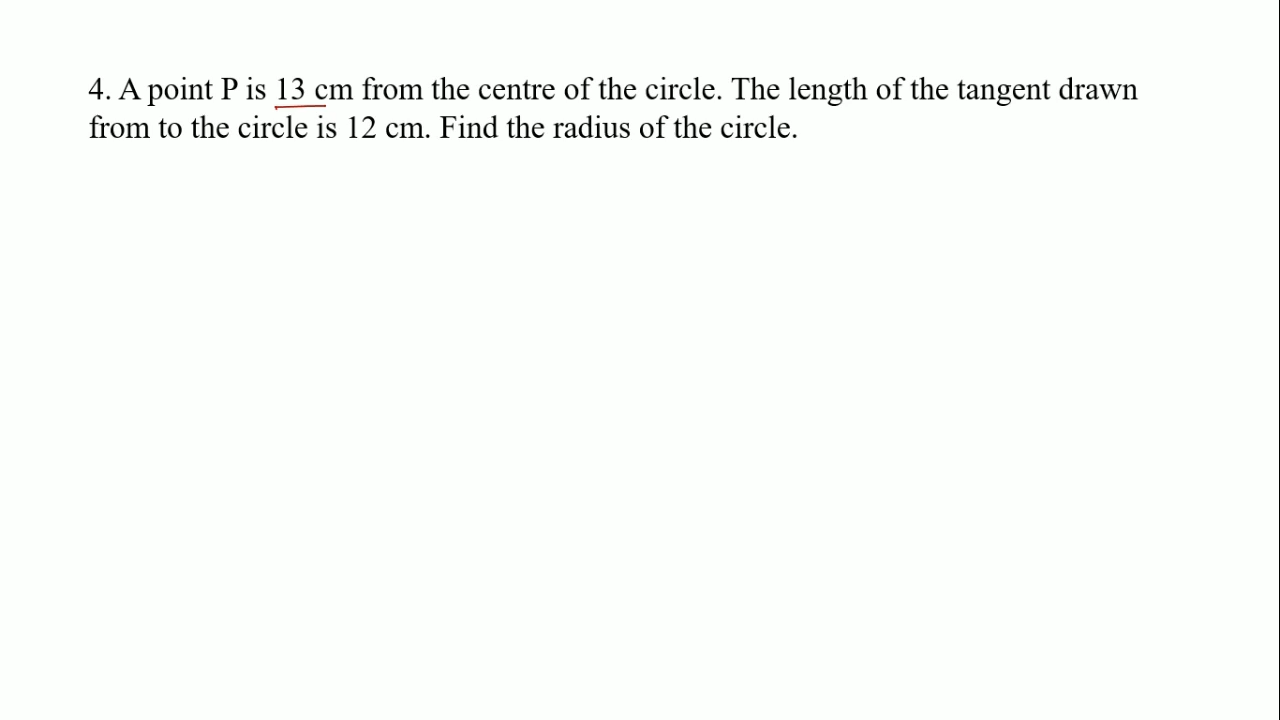 4. A point P is 13 cm from the centre of the circle. The length of the tangent drawn
from to the circle is 12 cm. Find the radius of the circle.